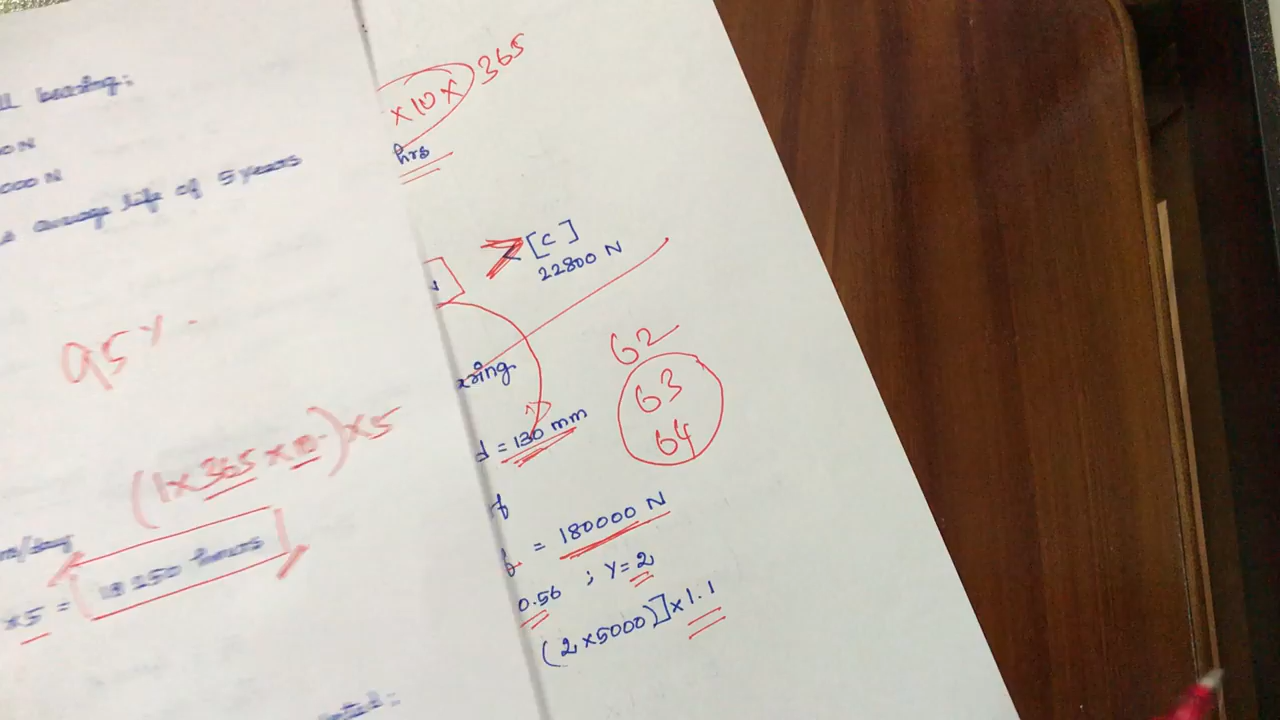 bearing:
000 N
average life of 5 years
95%.
(1×365×10)×5
×5 = 18250 hours
×10× 365
hrs
< [C]
22800 N
62
63
64
d = 130 mm
= 180000 N
0.56 ; Y=2
(2×5000)]×1.1